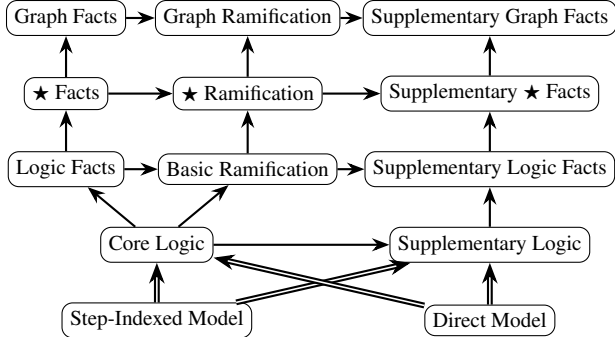 Graph Facts
Graph Ramification
Supplementary Graph Facts
★ Facts
★ Ramification
Supplementary ★ Facts
Logic Facts
Basic Ramification
Supplementary Logic Facts
Core Logic
Supplementary Logic
Step-Indexed Model
Direct Model